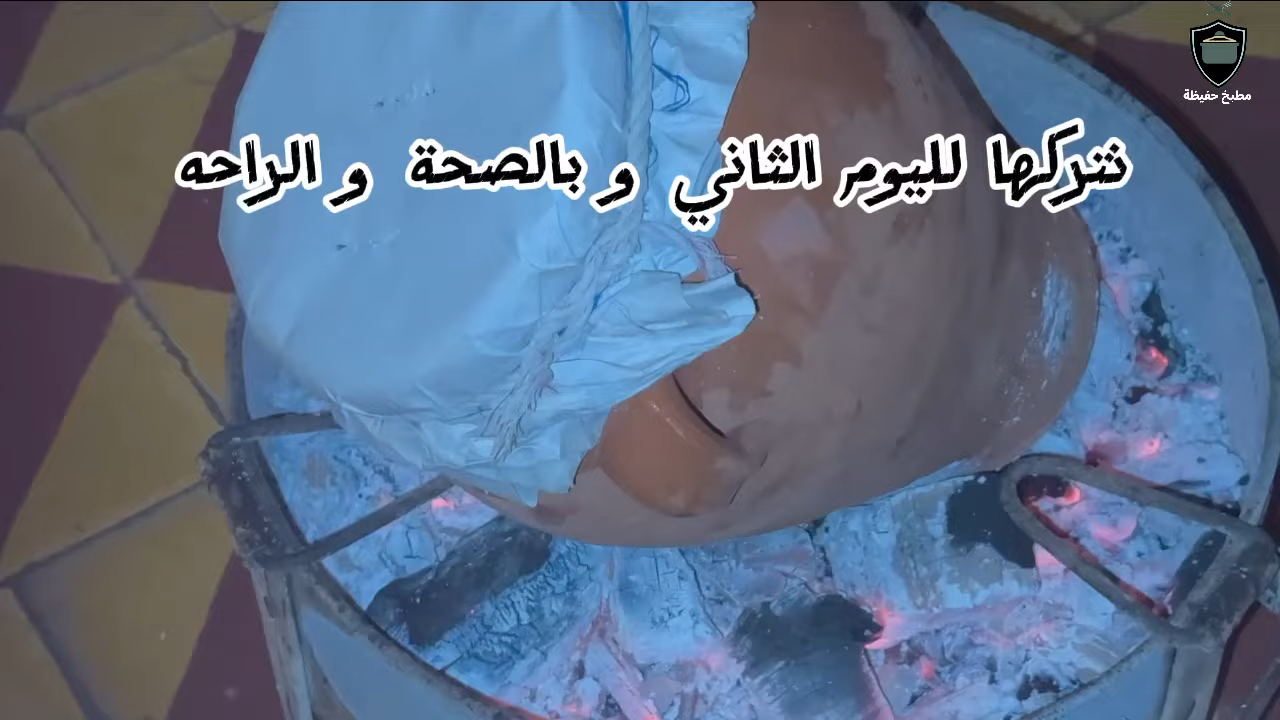 مطبخ حفيظة
نتركها لليوم الثاني و بالصحة و الراحه